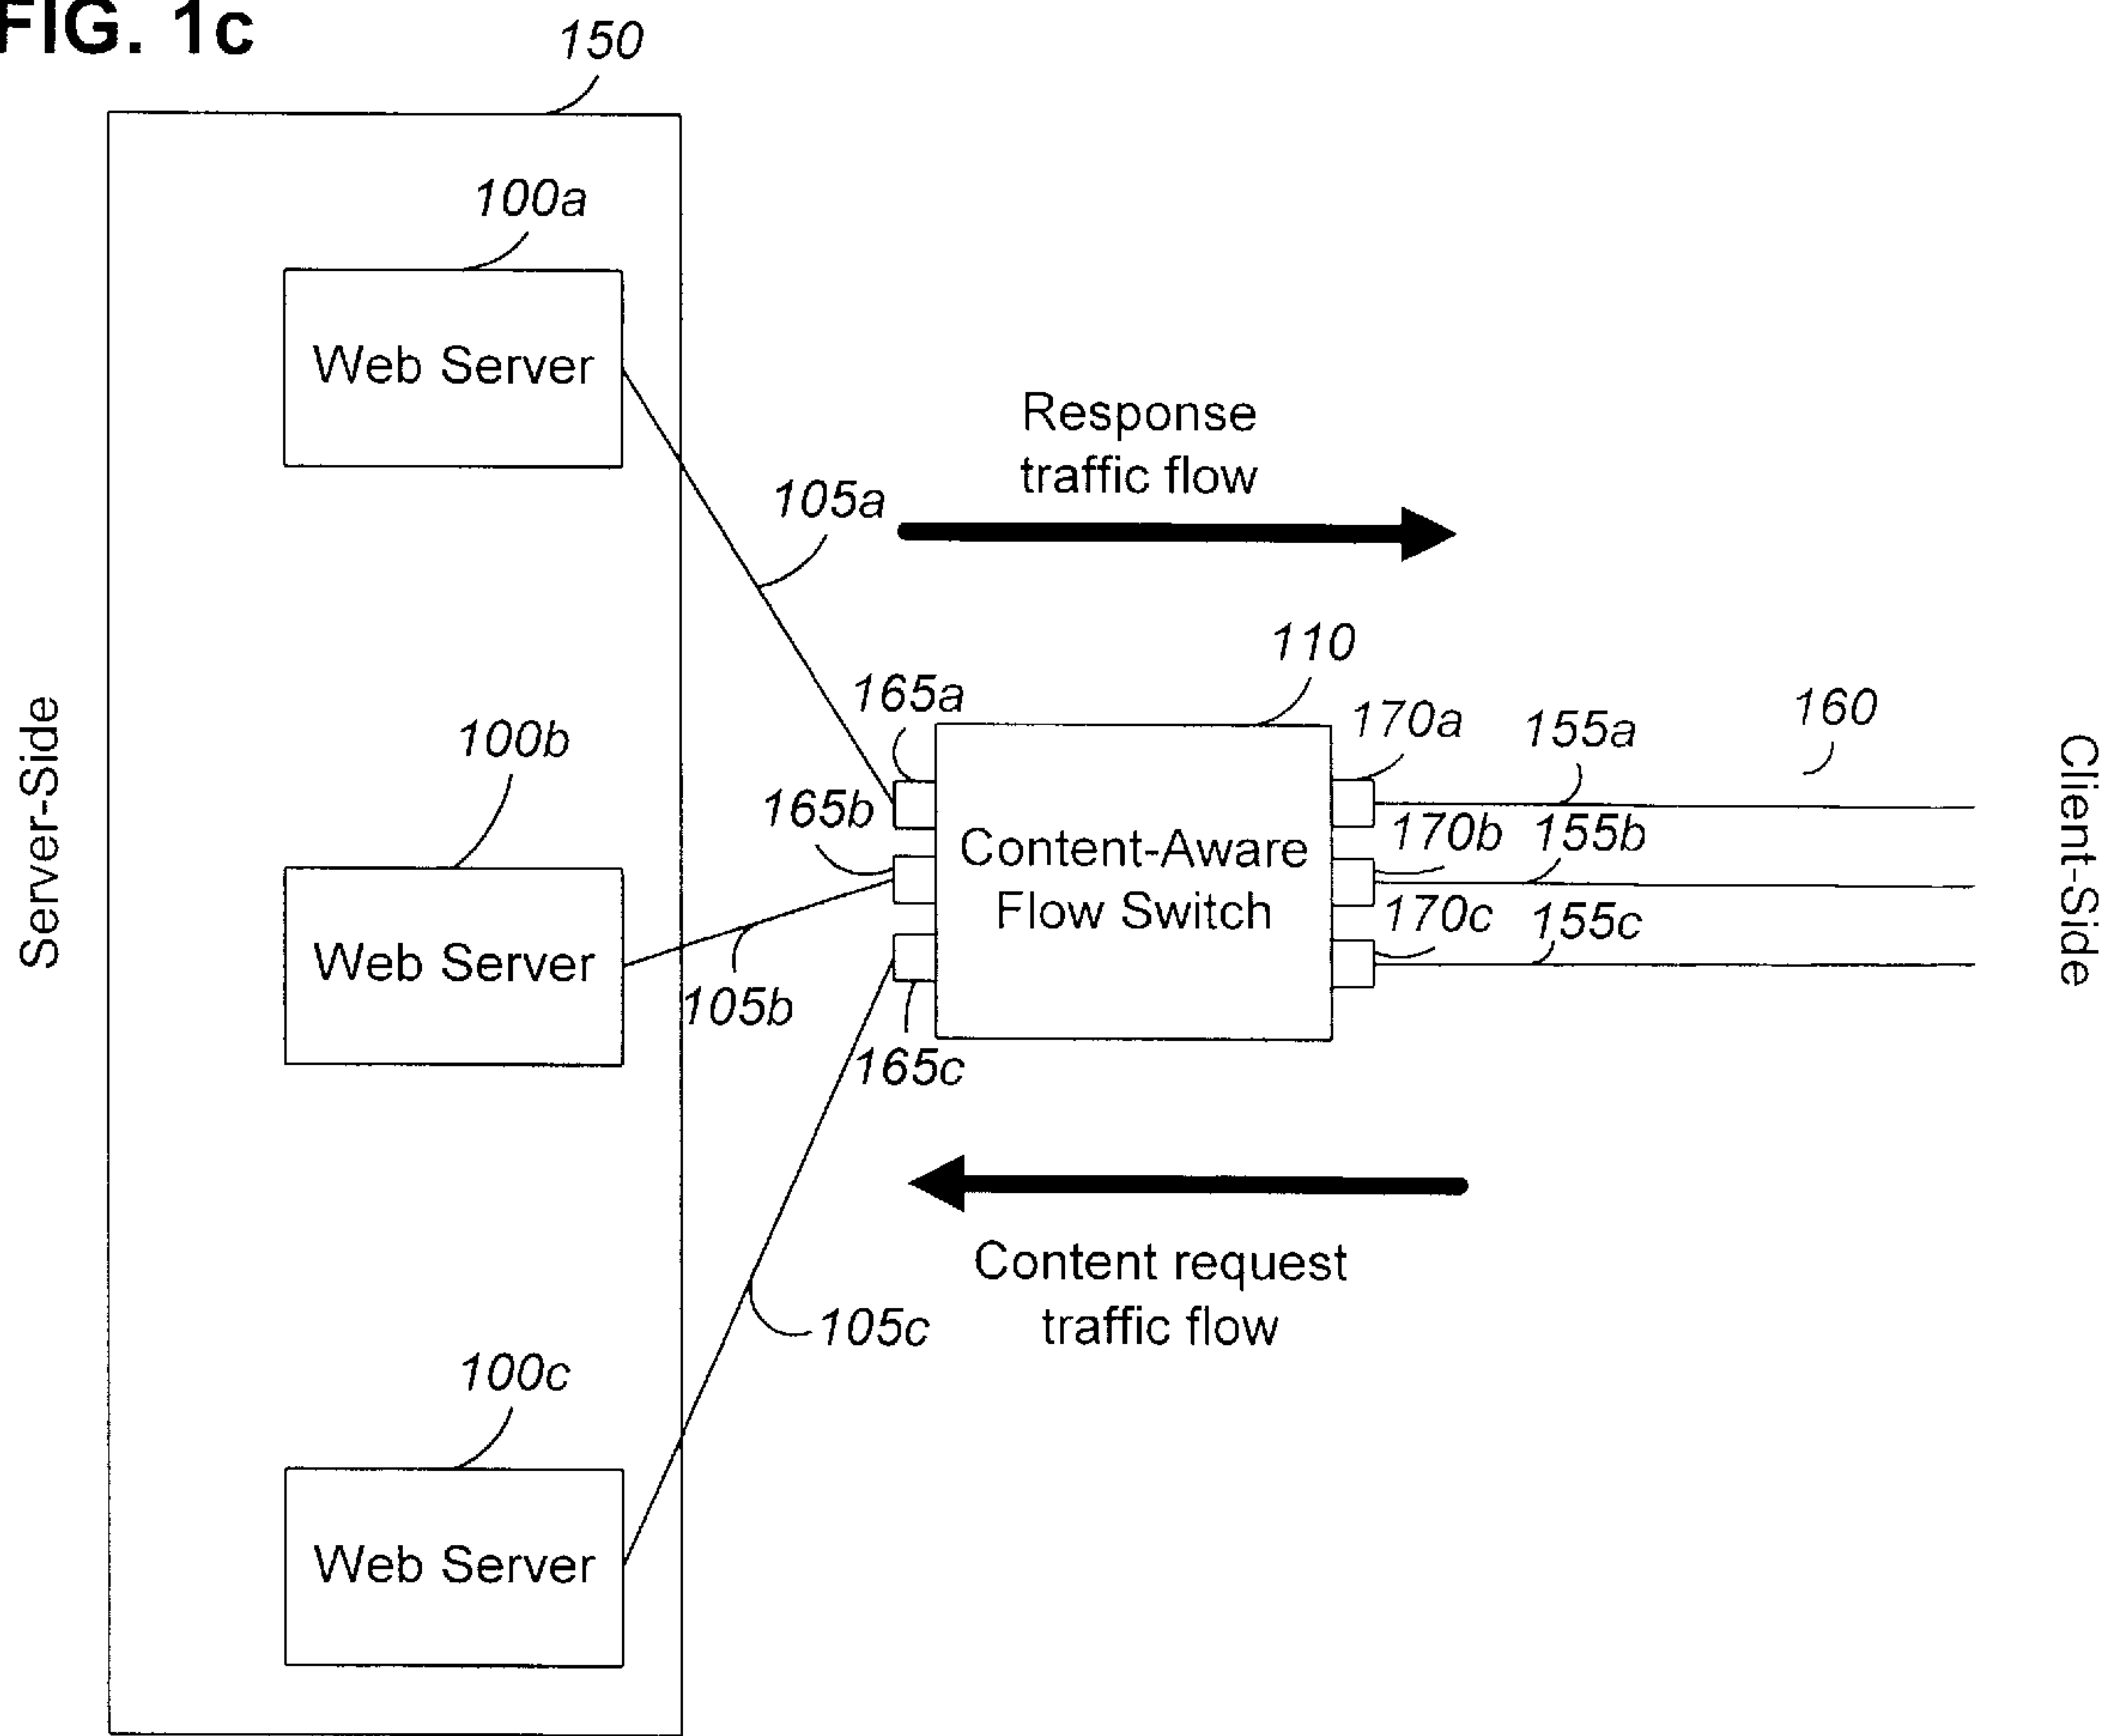 FIG. 1c
150
100a
Web Server
Response
traffic flow
105a
110
165a
170a
155a
160
100b
165b
170b
155b
Content-Aware
Flow Switch
170c
155c
Server-Side
Client-Side
Web Server
105b
165c
Content request
traffic flow
105c
100c
Web Server